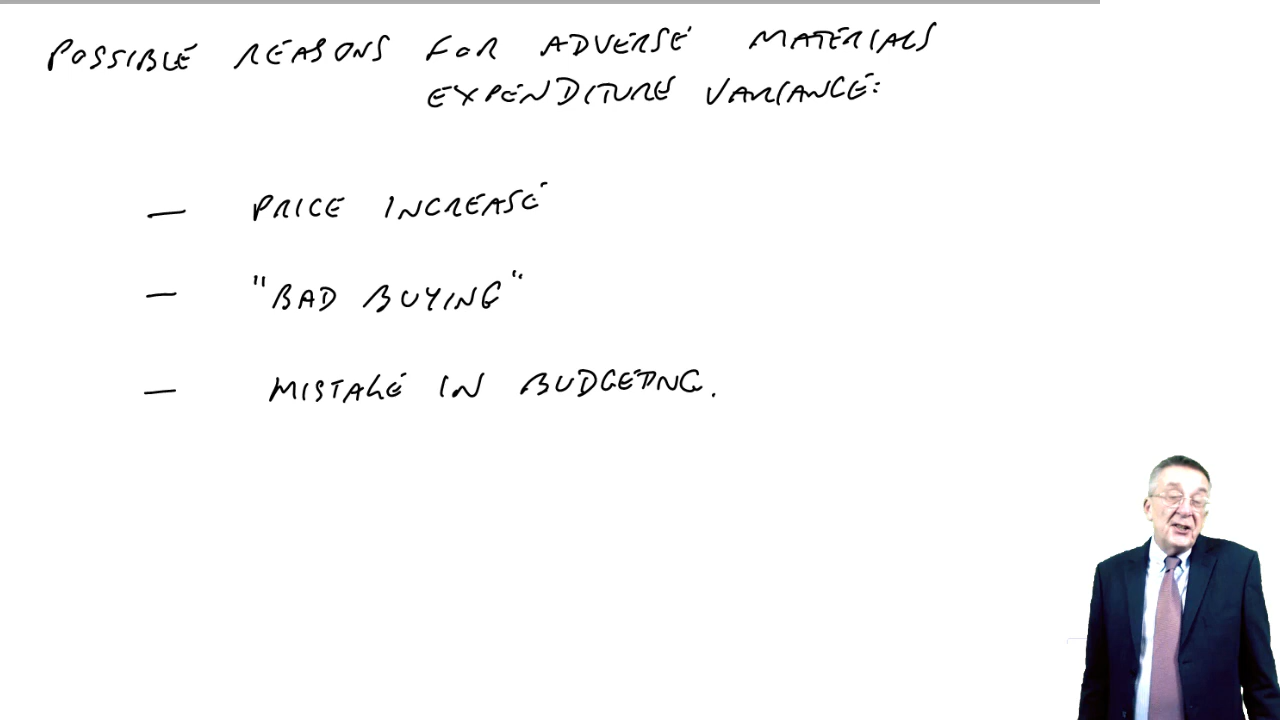 POSSIBLE REASONS FOR ADVERSE MATERIALS
EXPENDITURE VARIANCE:
— PRICE INCREASE
— "BAD BUYING"
— MISTAKE IN BUDGETING.